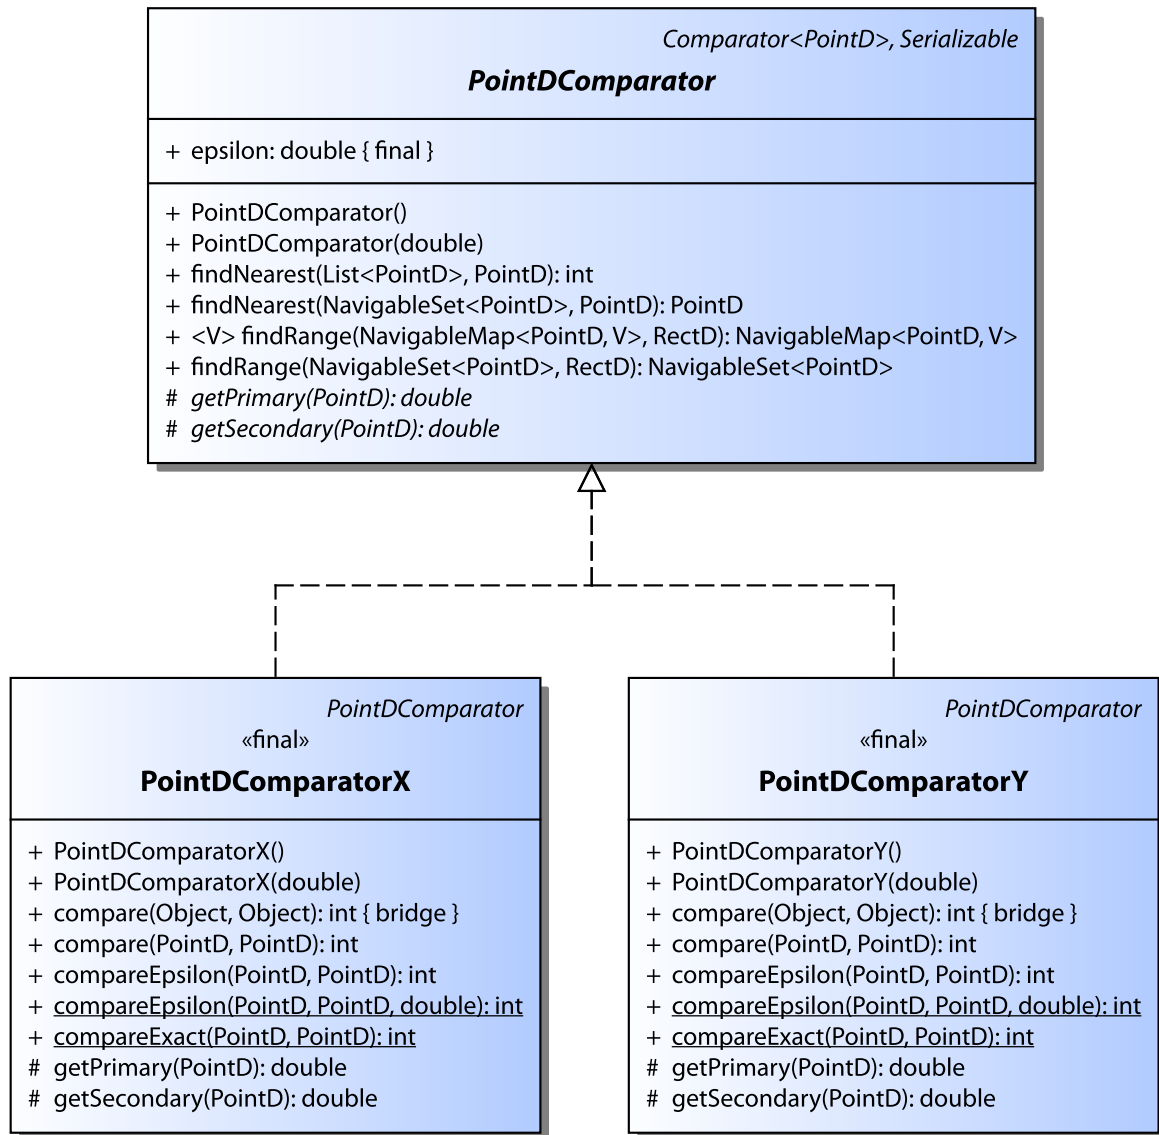 Comparator<PointD>, Serializable
PointDComparator
+ epsilon: double { final }
+ PointDComparator()
+ PointDComparator(double)
+ findNearest(List<PointD>, PointD): int
+ findNearest(NavigableSet<PointD>, PointD): PointD
+ <V> findRange(NavigableMap<PointD, V>, RectD): NavigableMap<PointD, V>
+ findRange(NavigableSet<PointD>, RectD): NavigableSet<PointD>
# getPrimary(PointD): double
# getSecondary(PointD): double
PointDComparator
«final»
PointDComparatorX
+ PointDComparatorX()
+ PointDComparatorX(double)
+ compare(Object, Object): int { bridge }
+ compare(PointD, PointD): int
+ compareEpsilon(PointD, PointD): int
+ compareEpsilon(PointD, PointD, double): int
+ compareExact(PointD, PointD): int
# getPrimary(PointD): double
# getSecondary(PointD): double
PointDComparator
«final»
PointDComparatorY
+ PointDComparatorY()
+ PointDComparatorY(double)
+ compare(Object, Object): int { bridge }
+ compare(PointD, PointD): int
+ compareEpsilon(PointD, PointD): int
+ compareEpsilon(PointD, PointD, double): int
+ compareExact(PointD, PointD): int
# getPrimary(PointD): double
# getSecondary(PointD): double